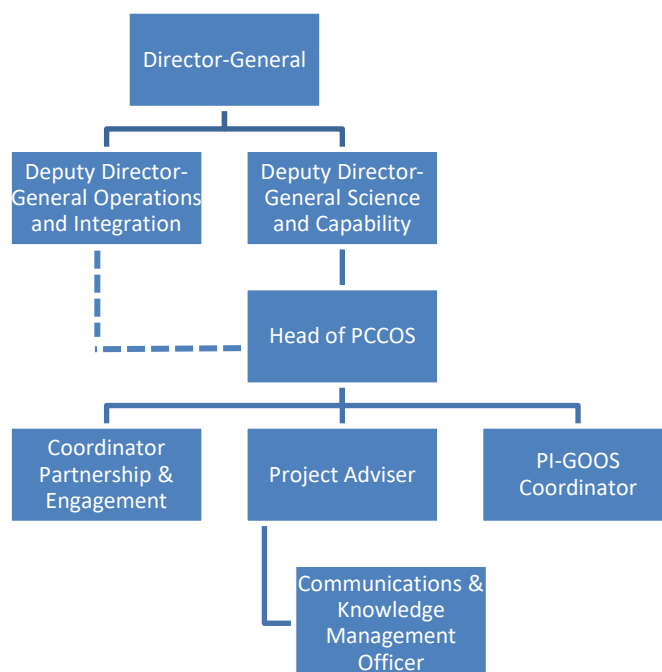 Director-General
Deputy Director-
General Operations
and Integration
Deputy Director-
General Science
and Capability
Head of PCCOS
Coordinator
Partnership &
Engagement
Project Adviser
PI-GOOS
Coordinator
Communications &
Knowledge
Management
Officer